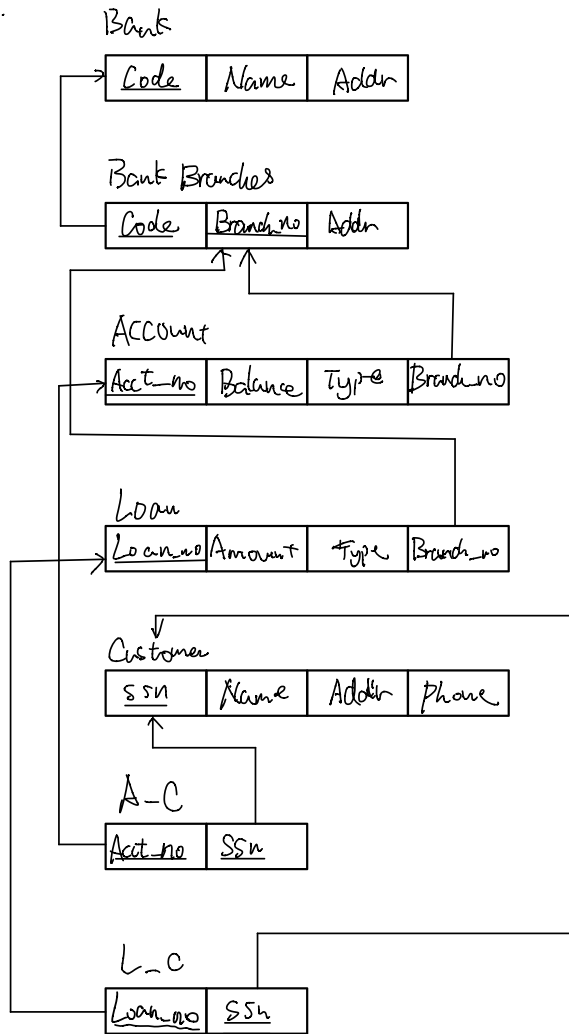 Bank
Code Name Addr
Bank Branches
Code Branch_no Addr
Account
Acct_no Balance Type Branch_no
Loan
Loan_no Amount Type Branch_no
Customer
SSn Name Addr Phone
A_C
Acct_no SSn
L_C
Loan_no SSn